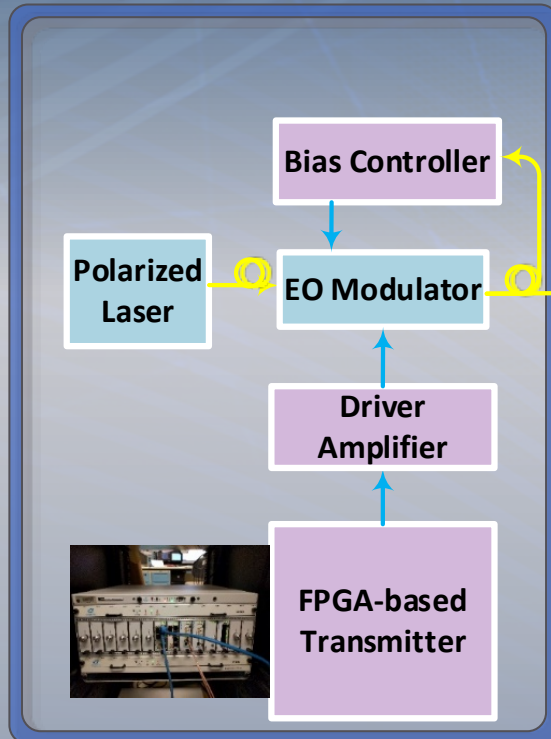 Bias Controller
Polarized
Laser
EO Modulator
Driver
Amplifier
FPGA-based
Transmitter